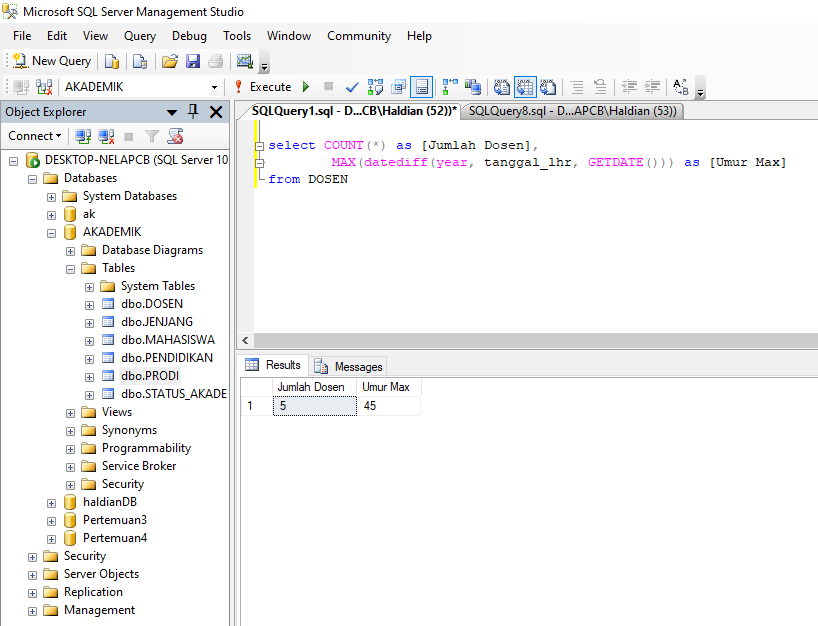 Microsoft SQL Server Management Studio
File Edit View Query Debug Tools Window Community Help
New Query
AKADEMIK Execute
Object Explorer
Connect
DESKTOP-NELAPCB (SQL Server 10
Databases
System Databases
ak
AKADEMIK
Database Diagrams
Tables
System Tables
dbo.DOSEN
dbo.JENJANG
dbo.MAHASISWA
dbo.PENDIDIKAN
dbo.PRODI
dbo.STATUS_AKADE
Views
Synonyms
Programmability
Service Broker
Security
haldianDB
Pertemuan3
Pertemuan4
Security
Server Objects
Replication
Management
SQLQuery1.sql - D...CB\Haldian (52))* SQLQuery8.sql - D...APCB\Haldian (53))
select COUNT(*) as [Jumlah Dosen],
MAX(datediff(year, tanggal_lhr, GETDATE())) as [Umur Max]
from DOSEN
Results Messages
Jumlah Dosen Umur Max
1 5 45